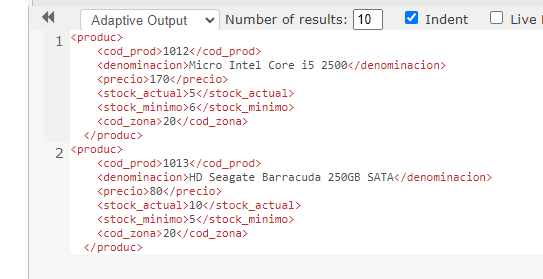 Adaptive Output Number of results: 10 Indent Live
1 <produc>
<cod_prod>1012</cod_prod>
<denominacion>Micro Intel Core i5 2500</denominacion>
<precio>170</precio>
<stock_actual>5</stock_actual>
<stock_minimo>6</stock_minimo>
<cod_zona>20</cod_zona>
</produc>
2 <produc>
<cod_prod>1013</cod_prod>
<denominacion>HD Seagate Barracuda 250GB SATA</denominacion>
<precio>80</precio>
<stock_actual>10</stock_actual>
<stock_minimo>5</stock_minimo>
<cod_zona>20</cod_zona>
</produc>